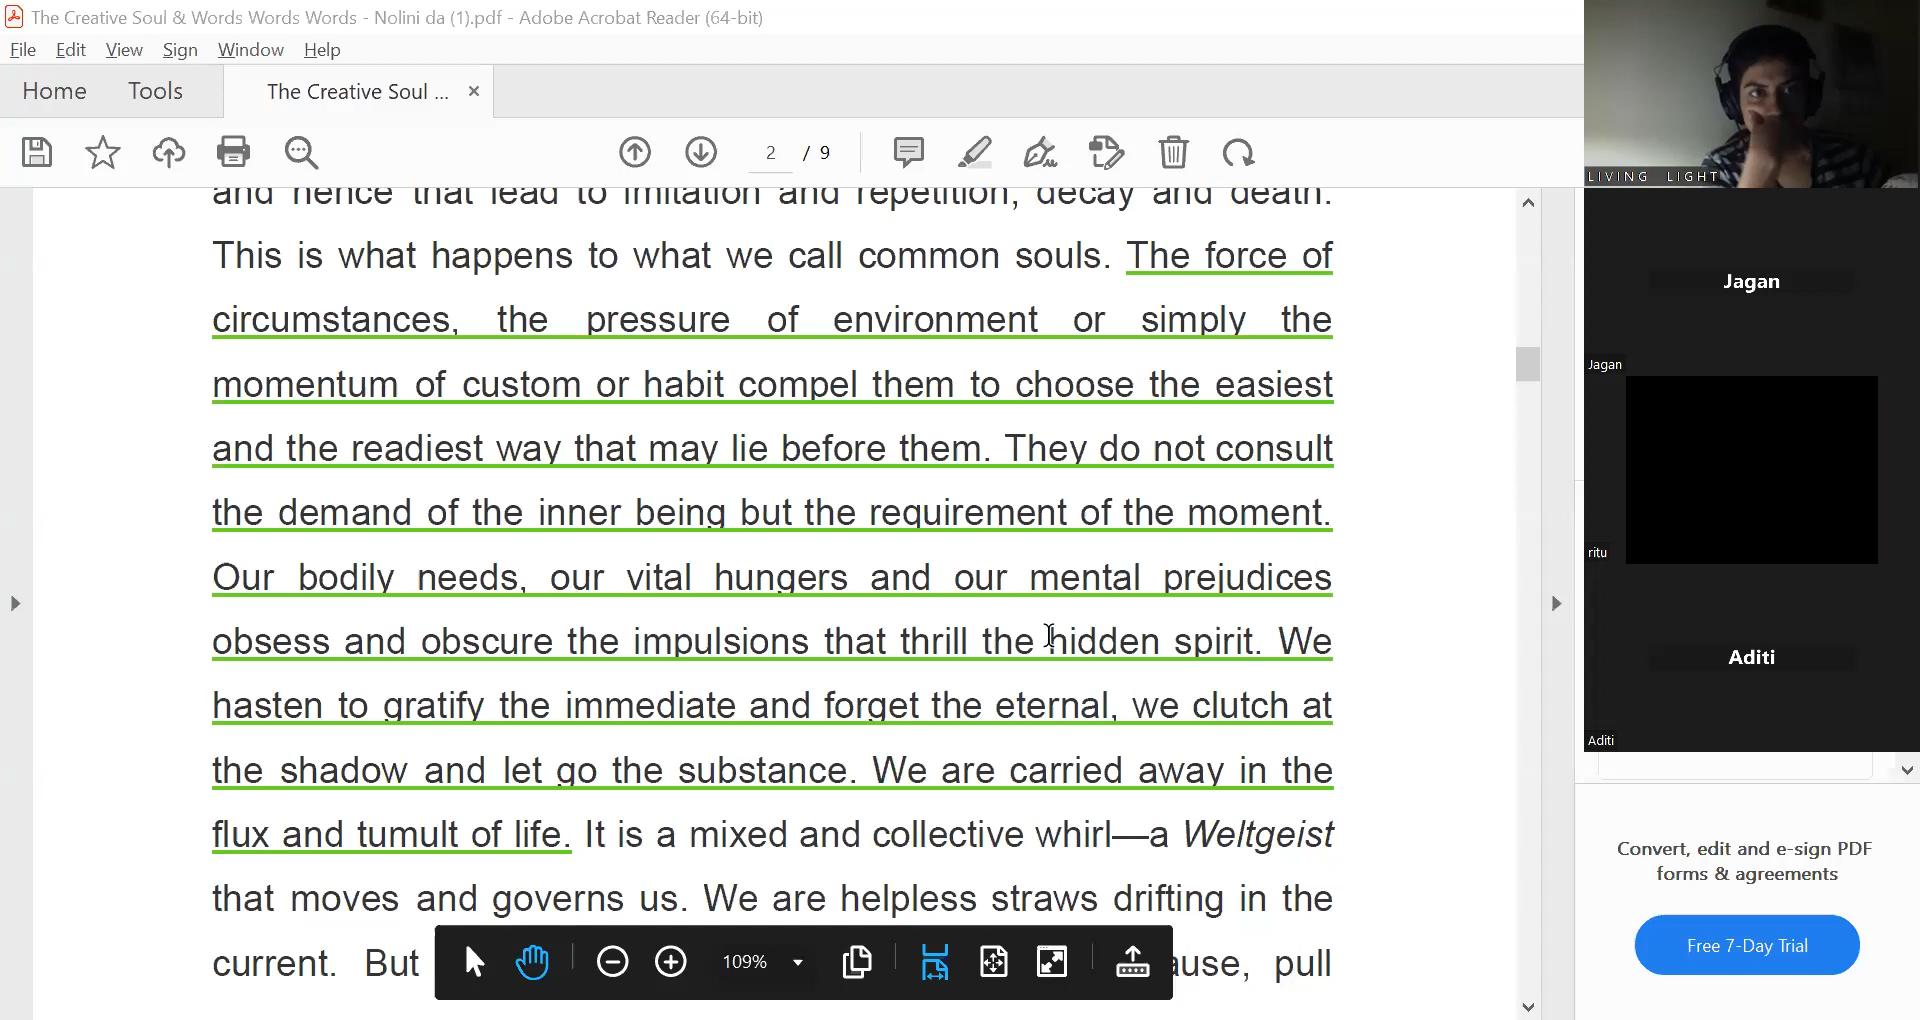 The Creative Soul & Words Words Words - Nolini da (1).pdf - Adobe Acrobat Reader (64-bit)
File Edit View Sign Window Help
Home Tools The Creative Soul ... ×
2 / 9
and hence that lead to imitation and repetition, decay and death.
This is what happens to what we call common souls. The force of
circumstances, the pressure of environment or simply the
momentum of custom or habit compel them to choose the easiest
and the readiest way that may lie before them. They do not consult
the demand of the inner being but the requirement of the moment.
Our bodily needs, our vital hungers and our mental prejudices
obsess and obscure the impulsions that thrill the hidden spirit. We
hasten to gratify the immediate and forget the eternal, we clutch at
the shadow and let go the substance. We are carried away in the
flux and tumult of life. It is a mixed and collective whirl—a Weltgeist
that moves and governs us. We are helpless straws drifting in the
current. But
ause, pull
109%
LIVING LIGHT
Jagan
Jagan
ritu
Aditi
Aditi
Convert, edit and e-sign PDF
forms & agreements
Free 7-Day Trial